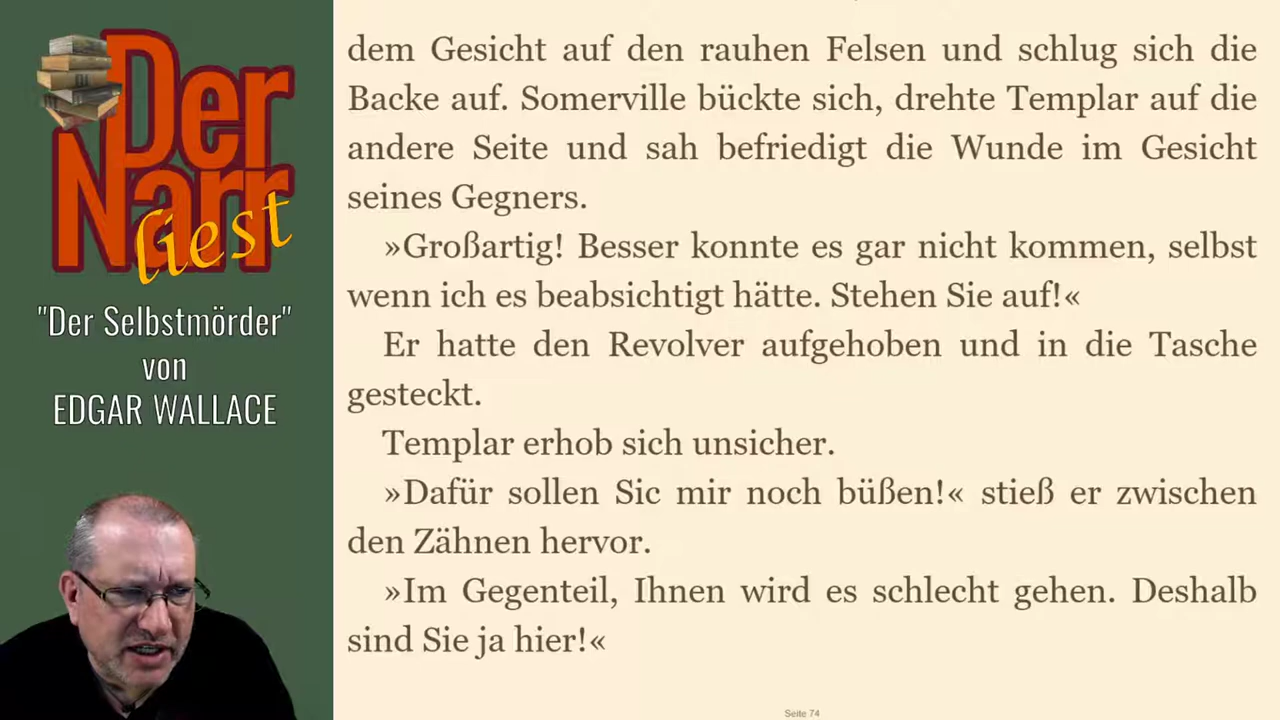 Der
Narr
liest
"Der Selbstmörder"
von
EDGAR WALLACE
dem Gesicht auf den rauhen Felsen und schlug sich die
Backe auf. Somerville bückte sich, drehte Templar auf die
andere Seite und sah befriedigt die Wunde im Gesicht
seines Gegners.
»Großartig! Besser konnte es gar nicht kommen, selbst
wenn ich es beabsichtigt hätte. Stehen Sie auf!«
Er hatte den Revolver aufgehoben und in die Tasche
gesteckt.
Templar erhob sich unsicher.
»Dafür sollen Sic mir noch büßen!« stieß er zwischen
den Zähnen hervor.
»Im Gegenteil, Ihnen wird es schlecht gehen. Deshalb
sind Sie ja hier!«
Seite 74